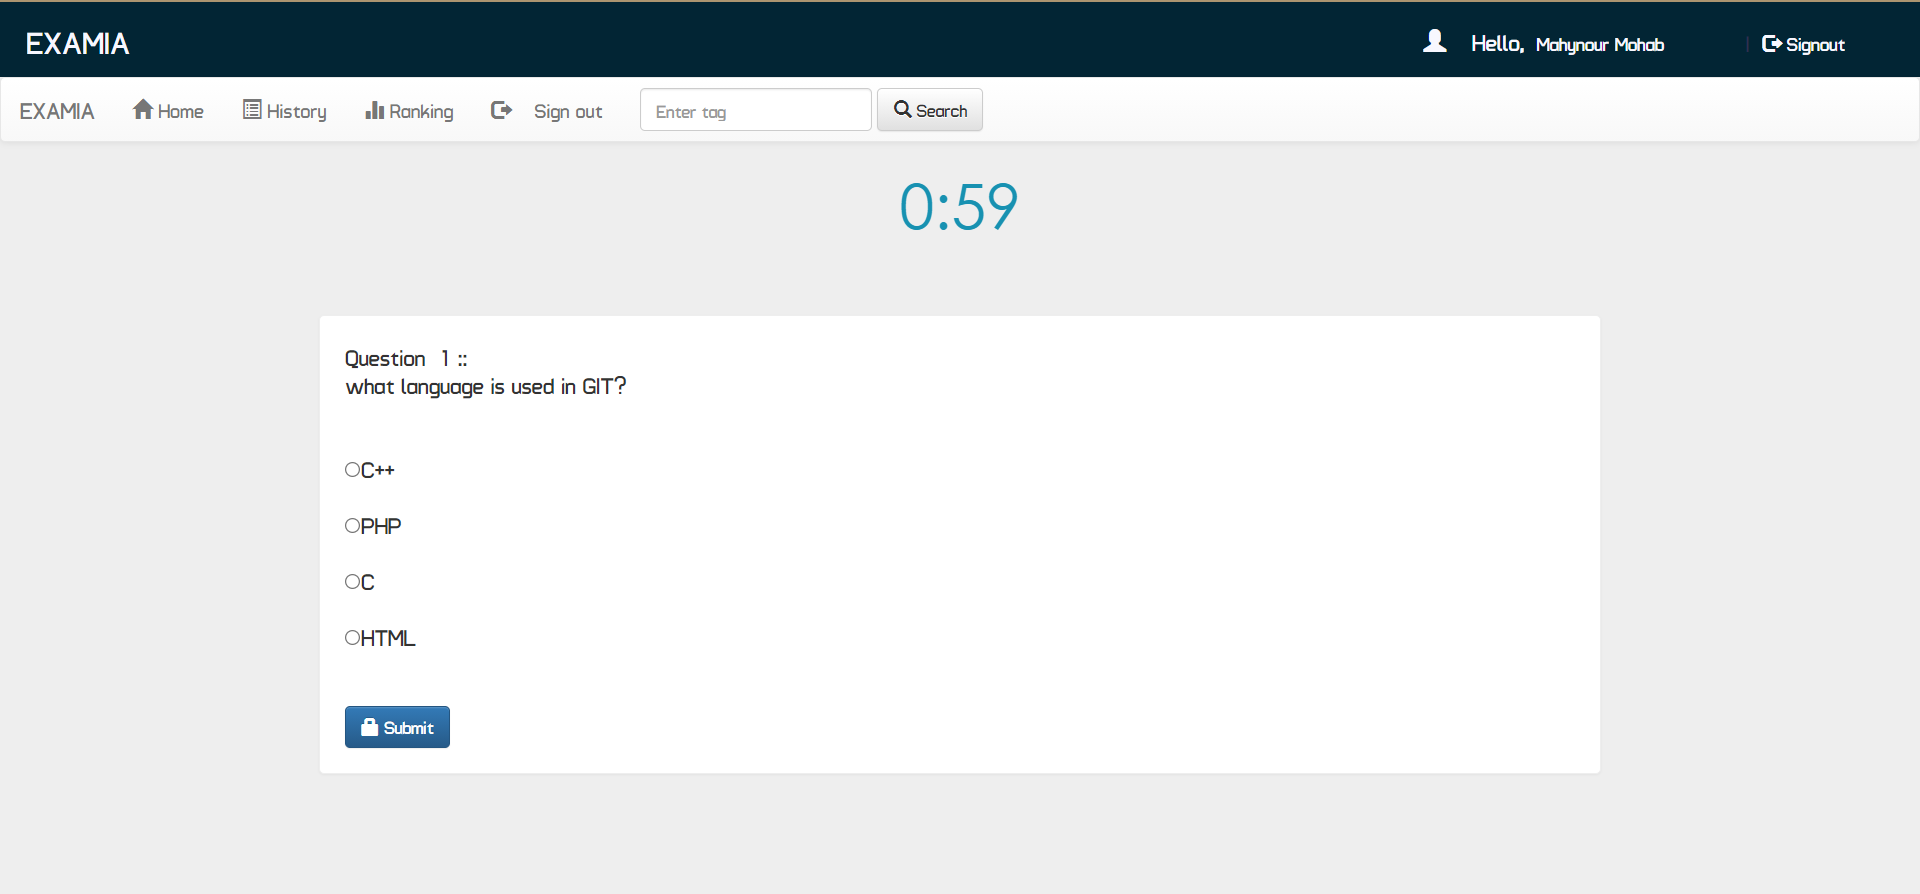 EXAMIA
Hello, Mahynour Mohab
| Signout
EXAMIA Home History Ranking Sign out Enter tag Search
0:59
Question 1 ::
what language is used in GIT?
C++
PHP
C
HTML
Submit